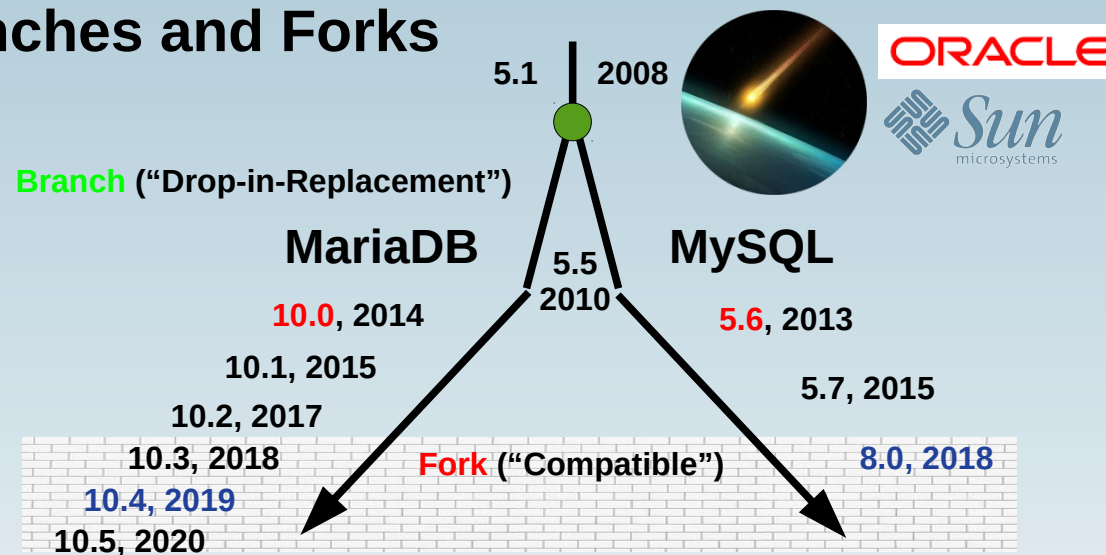 nches and Forks
5.1 2008
ORACLE
Sun
microsystems
Branch (“Drop-in-Replacement”)
MariaDB MySQL
5.5
2010
10.0, 2014 5.6, 2013
10.1, 2015
5.7, 2015
10.2, 2017
10.3, 2018 Fork (“Compatible”) 8.0, 2018
10.4, 2019
10.5, 2020